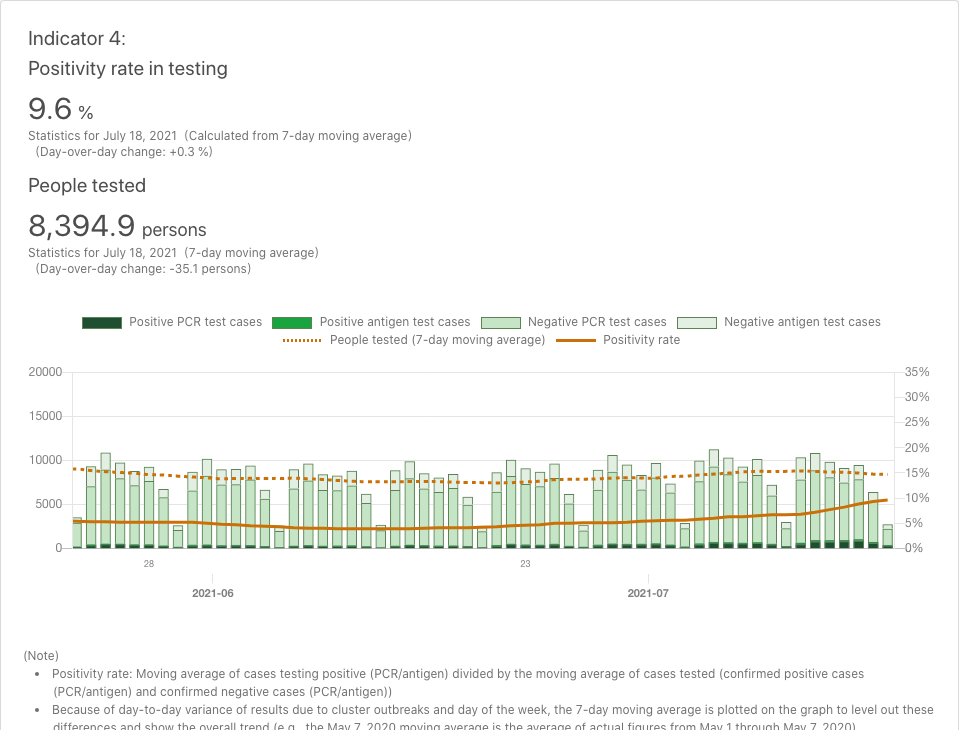 Indicator 4:
Positivity rate in testing
9.6 %
Statistics for July 18, 2021 (Calculated from 7-day moving average)
(Day-over-day change: +0.3 %)
People tested
8,394.9 persons
Statistics for July 18, 2021 (7-day moving average)
(Day-over-day change: -35.1 persons)
Positive PCR test cases Positive antigen test cases Negative PCR test cases Negative antigen test cases
People tested (7-day moving average) Positivity rate
20000 35%
30%
15000 25%
20%
10000 15%
10%
5000 5%
0 0%
28 23
2021-06 2021-07
(Note)
• Positivity rate: Moving average of cases testing positive (PCR/antigen) divided by the moving average of cases tested (confirmed positive cases
(PCR/antigen) and confirmed negative cases (PCR/antigen))
• Because of day-to-day variance of results due to cluster outbreaks and day of the week, the 7-day moving average is plotted on the graph to level out these
differences and show the overall trend (e.g., the May 7, 2020 moving average is the average of actual figures from May 1 through May 7, 2020)